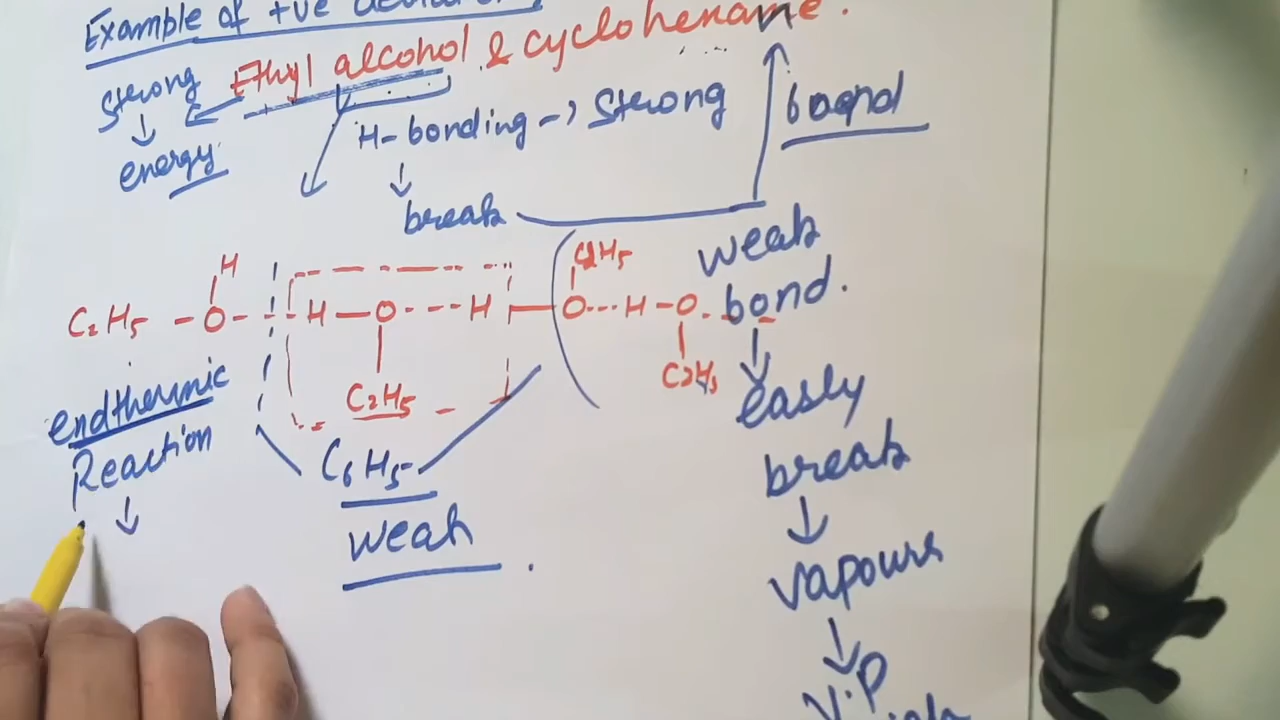 Example of +ve deviation
Ethyl alcohol & cyclohexane.
Strong
↓
energy
H-bonding → Strong
bond
↓
break
weak
bond.
↓
easly
break
↓
vapours
↓
V.P
H
C2H5
C2H5 - O - - - H — O - - - - H — O - - - H - O
C2H5
C2H5
endthermic
Reaction
↓
C6H5-
weak